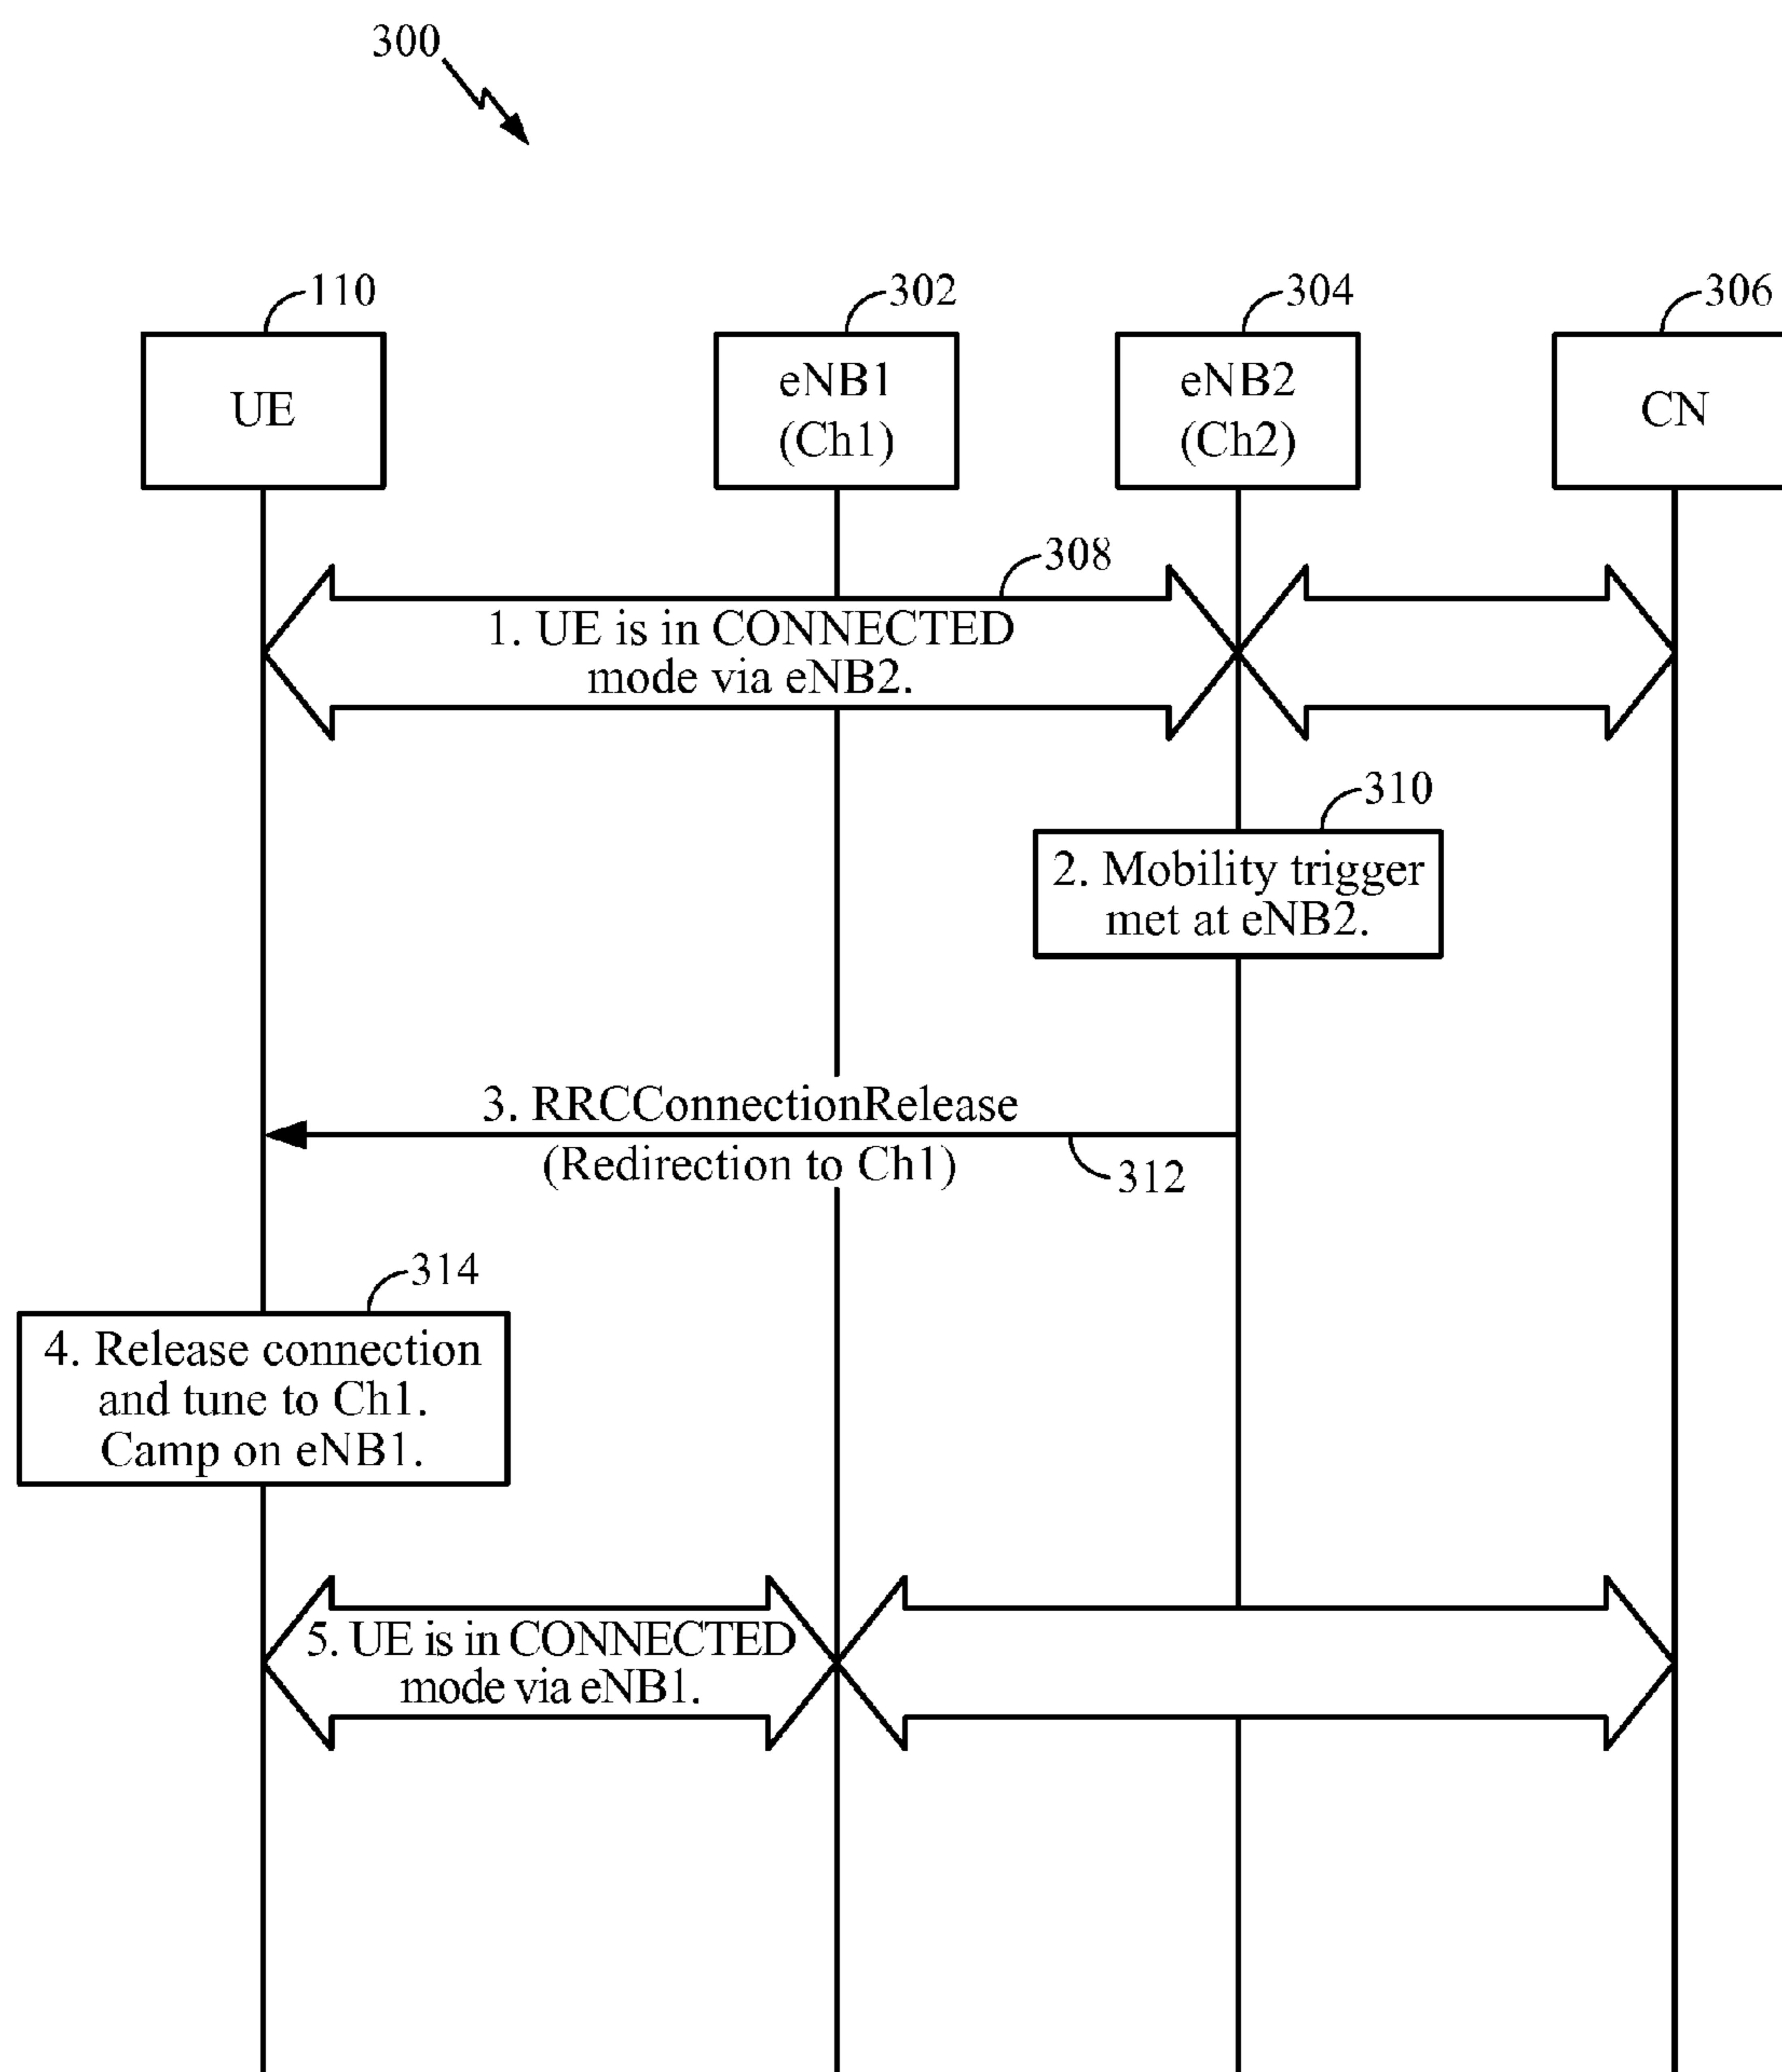 300
110
302
304
306
UE
eNB1
(Ch1)
eNB2
(Ch2)
CN
308
1. UE is in CONNECTED
mode via eNB2.
310
2. Mobility trigger
met at eNB2.
3. RRCConnectionRelease
(Redirection to Ch1)
312
314
4. Release connection
and tune to Ch1.
Camp on eNB1.
5. UE is in CONNECTED
mode via eNB1.